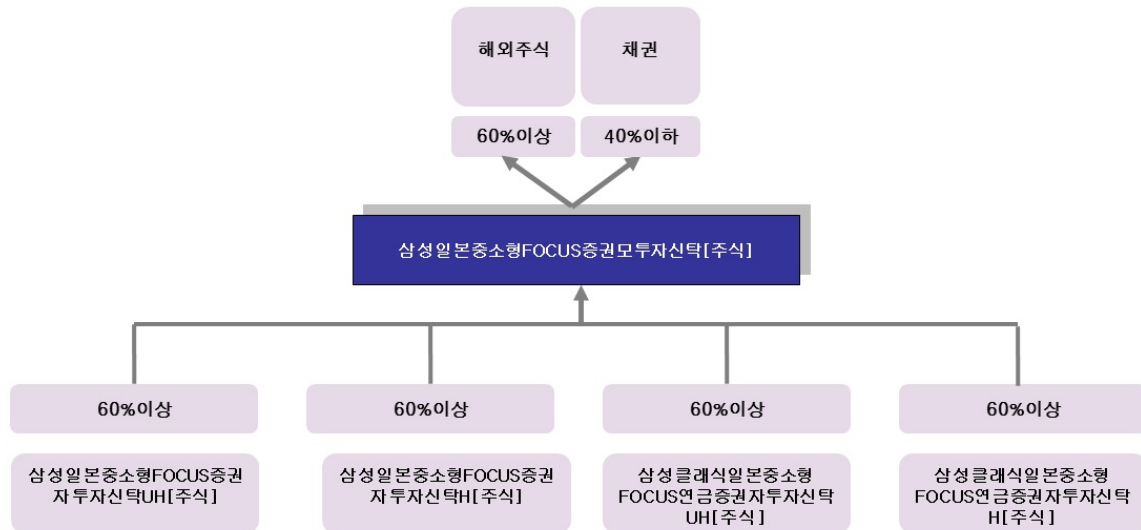 해외주식
채권
60%이상
40%이하
삼성일본중소형FOCUS증권모투자신탁[주식]
60%이상
60%이상
60%이상
60%이상
삼성일본중소형FOCUS증권
자투자신탁UH[주식]
삼성일본중소형FOCUS증권
자투자신탁H[주식]
삼성클래식일본중소형
FOCUS연금증권자투자신탁
UH[주식]
삼성클래식일본중소형
FOCUS연금증권자투자신탁
H[주식]